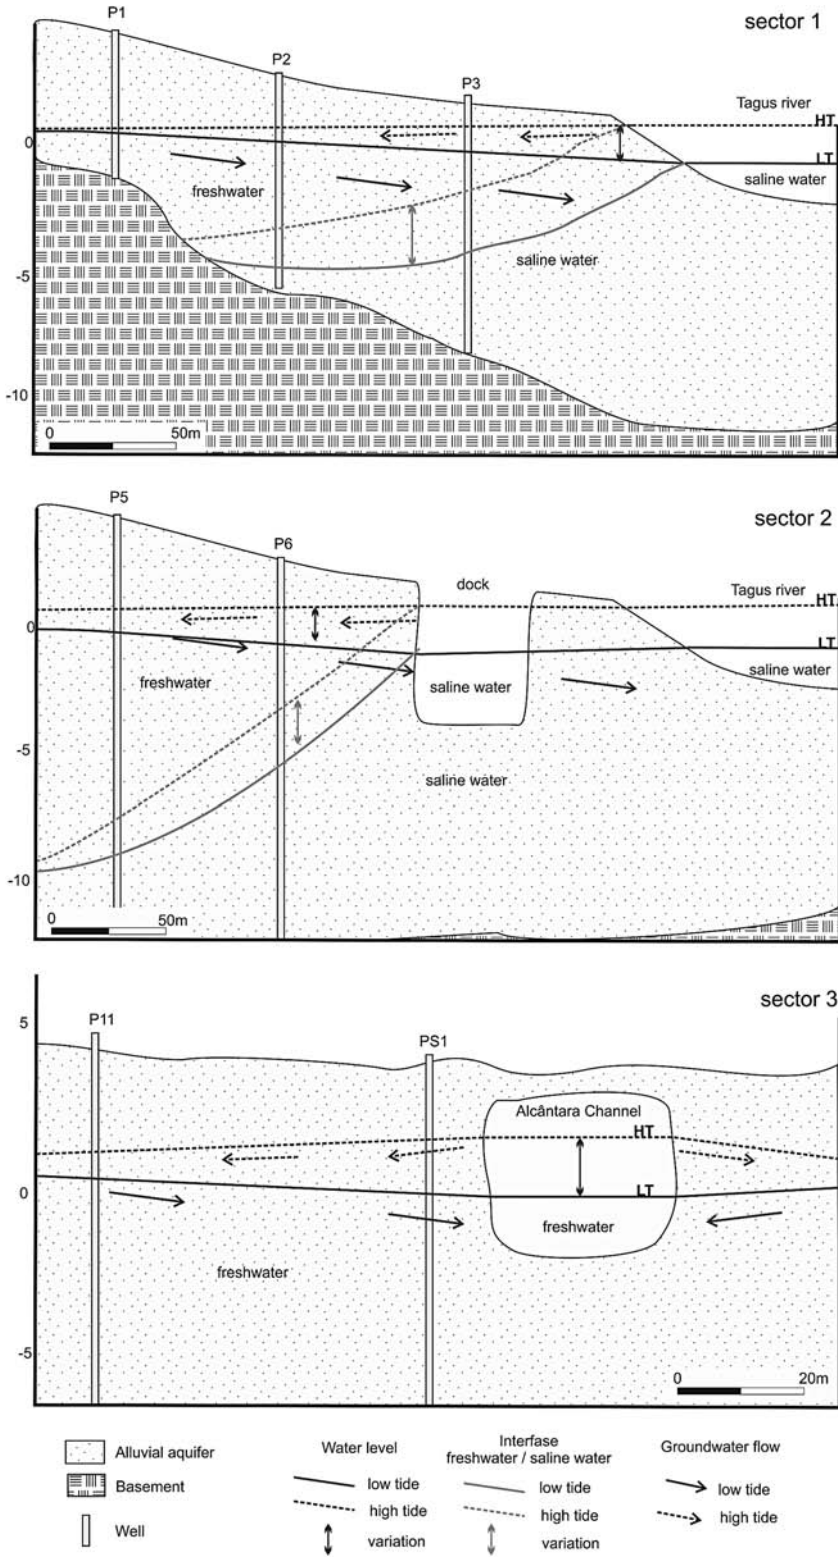 sector 1
P1
P2
P3
Tagus river
HT
0
LT
freshwater
saline water
-5
saline water
-10
0 50m
P5
sector 2
P6
dock
Tagus river
HT
0
LT
saline water
freshwater
saline water
-5
saline water
-10
0 50m
sector 3
5
P11
PS1
Alcântara Channel
HT
0
LT
freshwater
freshwater
-5
0 20m
Alluvial aquifer
Basement
Well
Water level
low tide
high tide
variation
Interfase
freshwater / saline water
low tide
high tide
variation
Groundwater flow
low tide
high tide